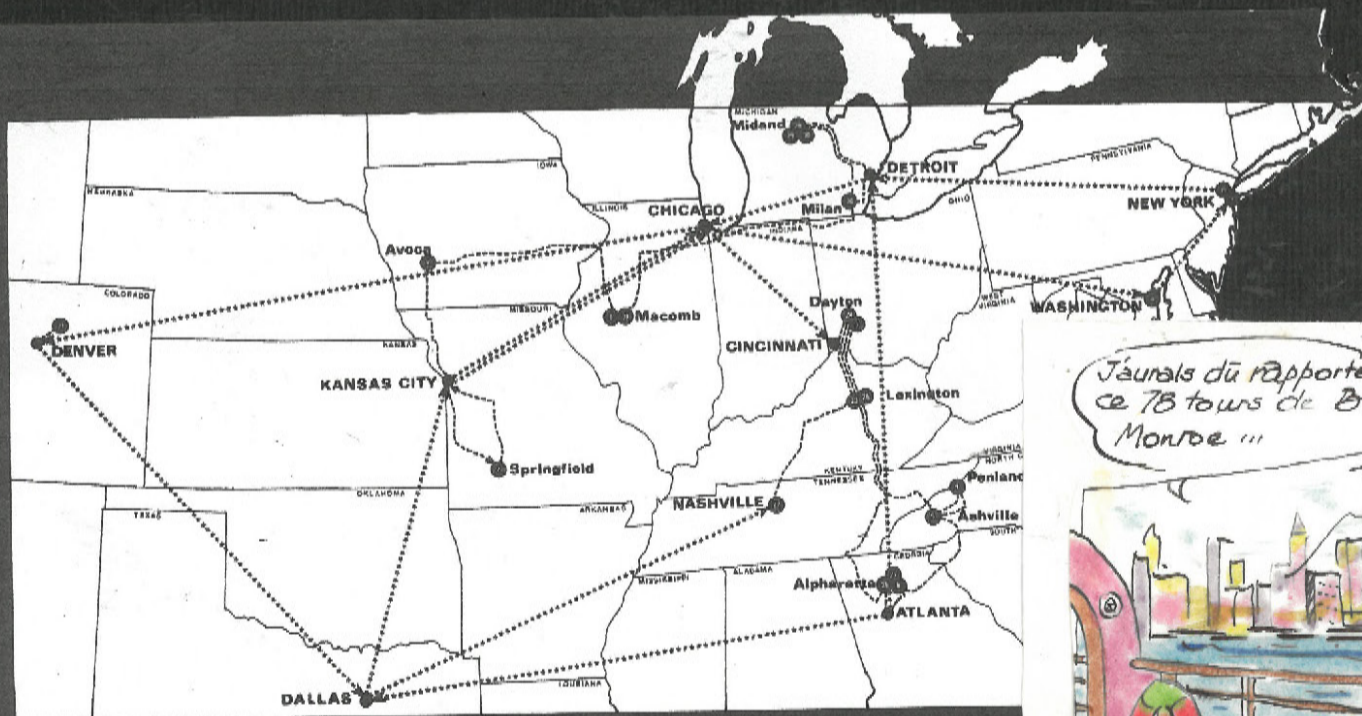 MICHIGAN
Midand
DETROIT
PENNSYLVANIA
IOWA
NEBRASKA
ILLINOIS
CHICAGO
Milan
OHIO
NEW YORK
INDIANA
Avoca
COLORADO
MISSOURI
Macomb
Dayton
WEST
VIRGINIA
WASHINGTON
DENVER
KANSAS
CINCINNATI
KANSAS CITY
Lexington
Springfield
VIRGINIA
NORTH C
KENTUCKY
TENNESSEE
Penland
OKLAHOMA
TEXAS
ARKANSAS
NASHVILLE
Ashville
SOUTH
GEORGIA
MISSISSIPPI
ALABAMA
Alpharetta
ATLANTA
LOUISIANA
DALLAS
J'aurais dû rapporte
ce 78 tours de B
Monroe ...